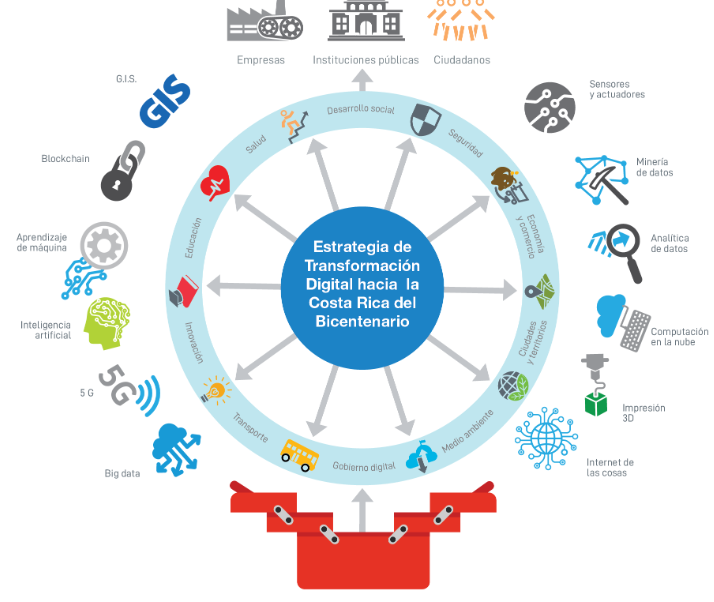 Empresas
Instituciones públicas
Ciudadanos
G.I.S.
GIS
Sensores
y actuadores
Blockchain
Minería
de datos
Aprendizaje
de máquina
Analítica
de datos
Inteligencia
artificial
Computación
en la nube
5 G
5G
Impresión
3D
Big data
Internet de
las cosas
Desarrollo social
Seguridad
Economía
y comercio
Ciudades
y territorios
Medio ambiente
Gobierno digital
Transporte
Innovación
Educación
Salud
Estrategia de
Transformación
Digital hacia la
Costa Rica del
Bicentenario